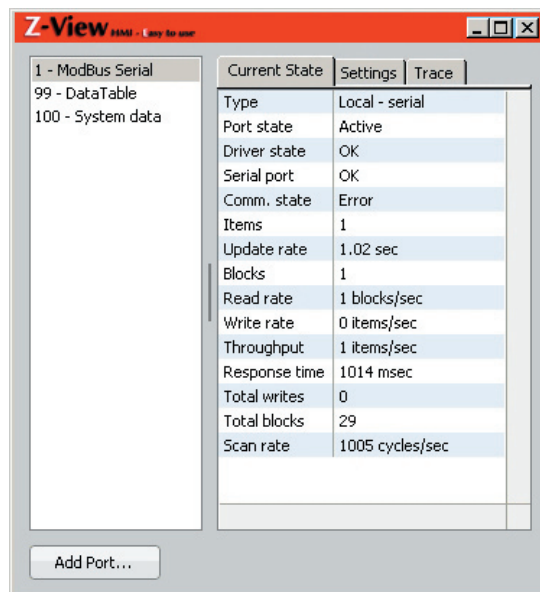 Z-View HMI - Easy to use
1 - ModBus Serial
99 - DataTable
100 - System data
Current State Settings Trace
Type Local - serial
Port state Active
Driver state OK
Serial port OK
Comm. state Error
Items 1
Update rate 1.02 sec
Blocks 1
Read rate 1 blocks/sec
Write rate 0 items/sec
Throughput 1 items/sec
Response time 1014 msec
Total writes 0
Total blocks 29
Scan rate 1005 cycles/sec
Add Port...